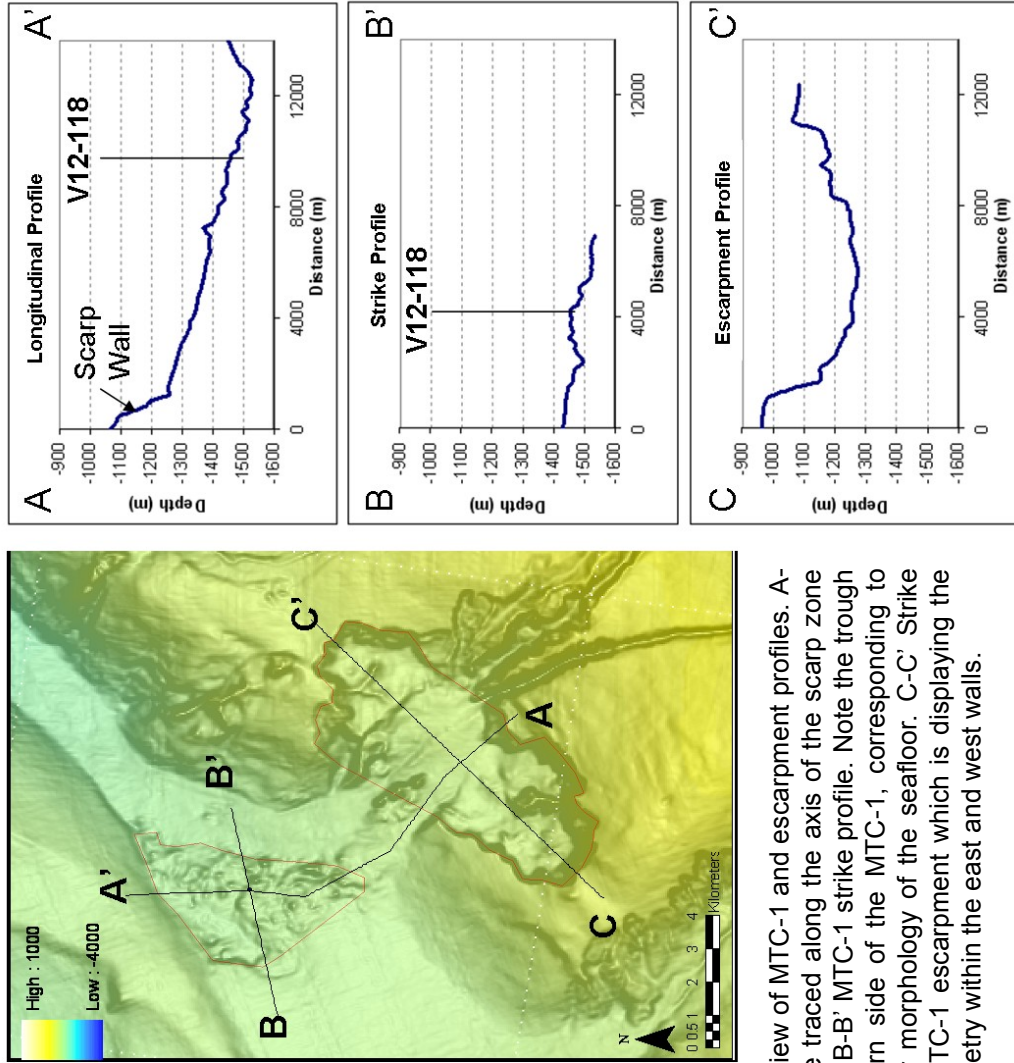 High : 1000
Low : -4000
A'
B'
B
C'
A
C
N
0 0.5 1 2 3 4
Kilometers
A
Longitudinal Profile
A'
V12-118
Scarp
Wall
Depth (m)
-900
-1000
-1100
-1200
-1300
-1400
-1500
-1600
0 4000 8000 12000
Distance (m)
B
Strike Profile
B'
V12-118
Depth (m)
-900
-1000
-1100
-1200
-1300
-1400
-1500
-1600
0 4000 8000 12000
Distance (m)
C
Escarpment Profile
C'
Depth (m)
-900
-1000
-1100
-1200
-1300
-1400
-1500
-1600
0 4000 8000 12000
Distance (m)
iew of MTC-1 and escarpment profiles. A-
e traced along the axis of the scarp zone
B-B’ MTC-1 strike profile. Note the trough
rn side of the MTC-1, corresponding to
’ morphology of the seafloor. C-C’ Strike
TC-1 escarpment which is displaying the
etry within the east and west walls.